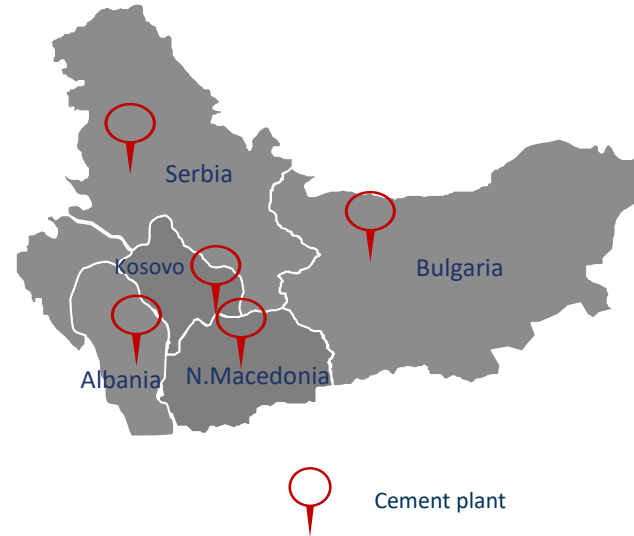 Serbia
Kosovo
Bulgaria
Albania
N.Macedonia
Cement plant